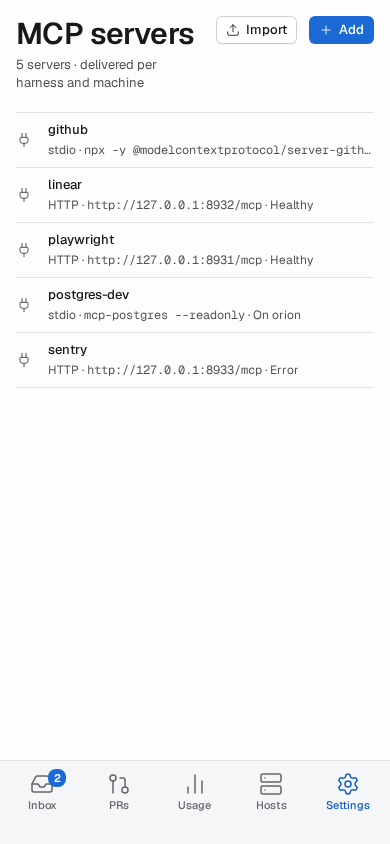 MCP servers
Import
Add
5 servers · delivered per
harness and machine
github
stdio · npx -y @modelcontextprotocol/server-gith…
linear
HTTP · http://127.0.0.1:8932/mcp · Healthy
playwright
HTTP · http://127.0.0.1:8931/mcp · Healthy
postgres-dev
stdio · mcp-postgres --readonly · On orion
sentry
HTTP · http://127.0.0.1:8933/mcp · Error
2
Inbox
PRs
Usage
Hosts
Settings